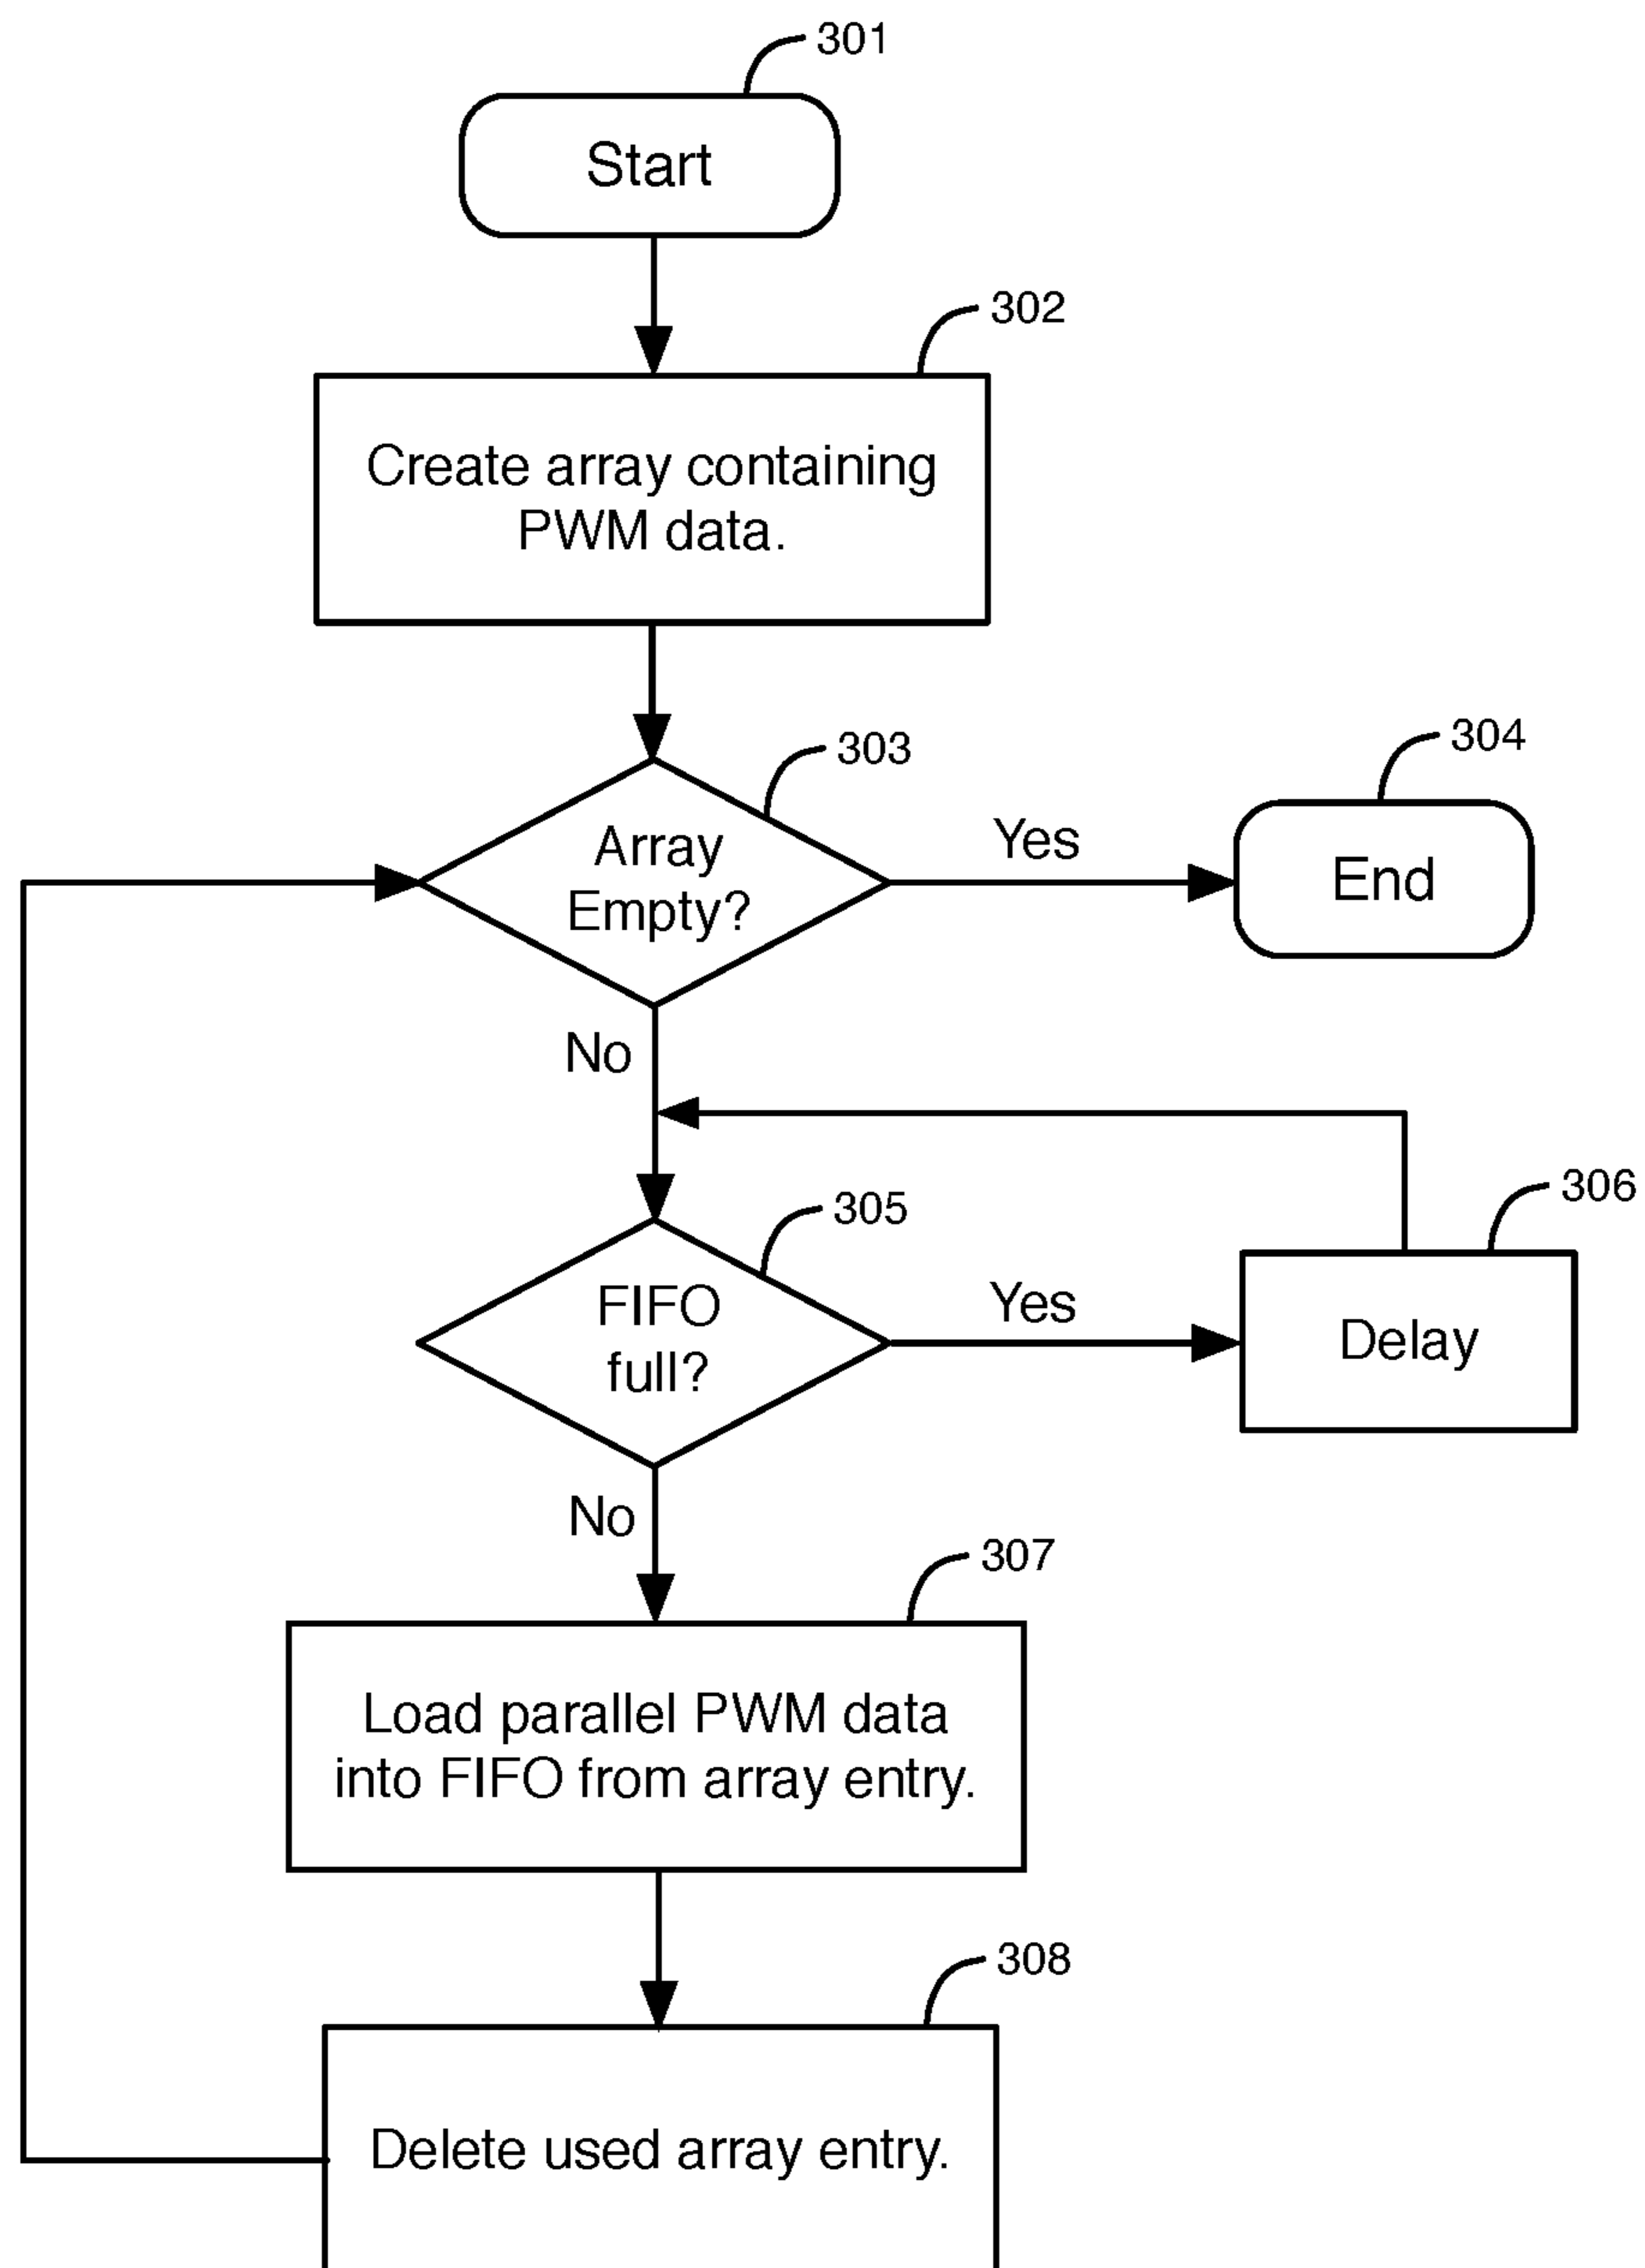 301
Start
302
Create array containing
PWM data.
303
Array
Empty?
Yes
304
End
No
305
FIFO
full?
Yes
306
Delay
No
307
Load parallel PWM data
into FIFO from array entry.
308
Delete used array entry.